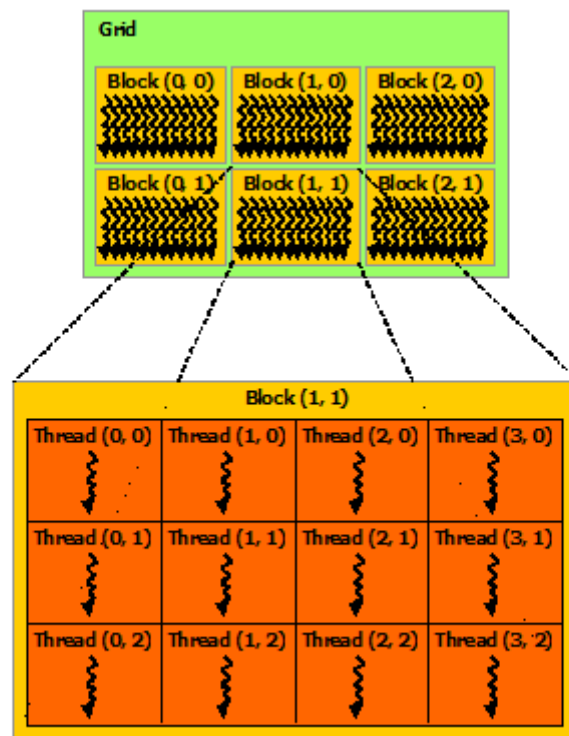 Grid
Block (0, 0) Block (1, 0) Block (2, 0)
Block (0, 1) Block (1, 1) Block (2, 1)
Block (1, 1)
Thread (0, 0) Thread (1, 0) Thread (2, 0) Thread (3, 0)
Thread (0, 1) Thread (1, 1) Thread (2, 1) Thread (3, 1)
Thread (0, 2) Thread (1, 2) Thread (2, 2) Thread (3, 2)